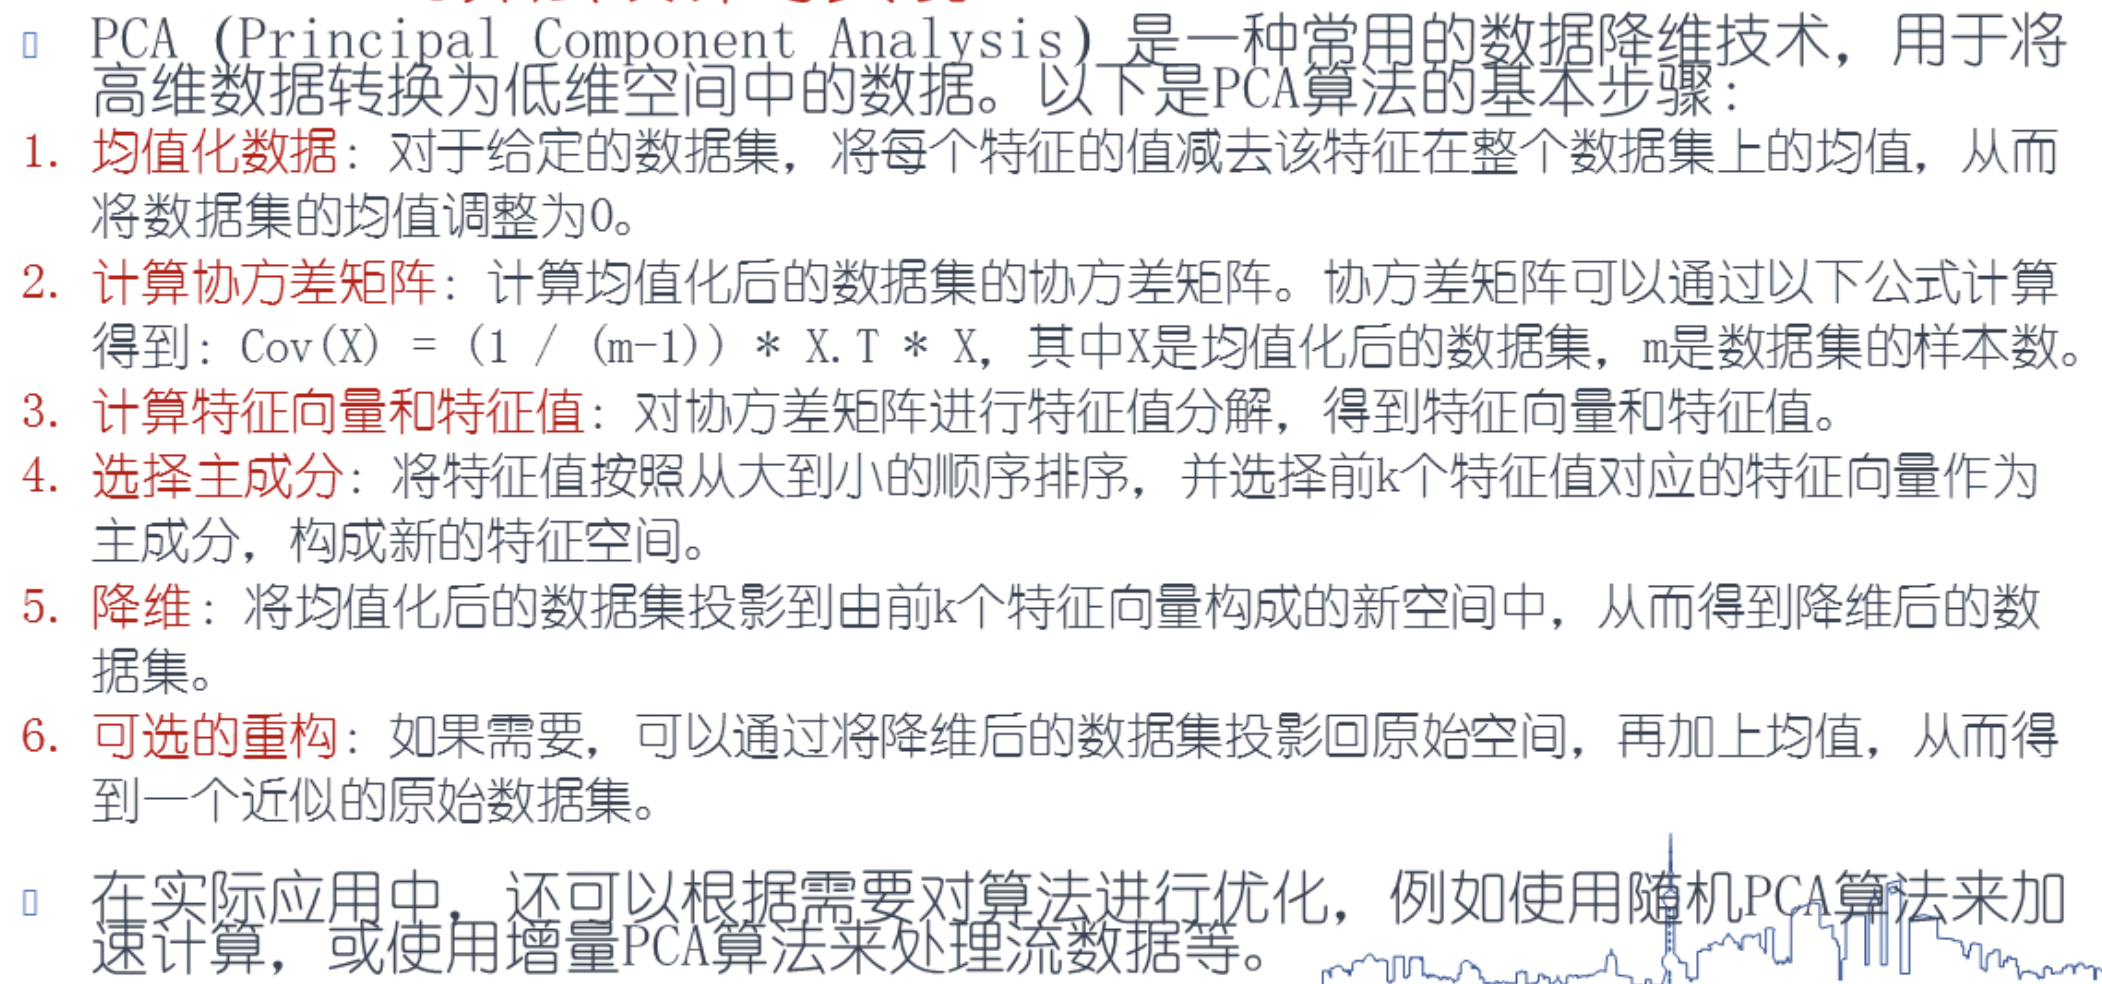 PCA (Principal Component Analysis) 是一种常用的数据降维技术，用于将
高维数据转换为低维空间中的数据。以下是PCA算法的基本步骤：
1. 均值化数据：对于给定的数据集，将每个特征的值减去该特征在整个数据集上的均值，从而
将数据集的均值调整为0。
2. 计算协方差矩阵：计算均值化后的数据集的协方差矩阵。协方差矩阵可以通过以下公式计算
得到：Cov(X) = (1 / (m-1)) * X.T * X，其中X是均值化后的数据集，m是数据集的样本数。
3. 计算特征向量和特征值：对协方差矩阵进行特征值分解，得到特征向量和特征值。
4. 选择主成分：将特征值按照从大到小的顺序排序，并选择前k个特征值对应的特征向量作为
主成分，构成新的特征空间。
5. 降维：将均值化后的数据集投影到由前k个特征向量构成的新空间中，从而得到降维后的数
据集。
6. 可选的重构：如果需要，可以通过将降维后的数据集投影回原始空间，再加上均值，从而得
到一个近似的原始数据集。
在实际应用中，还可以根据需要对算法进行优化，例如使用随机PCA算法来加
速计算，或使用增量PCA算法来处理流数据等。